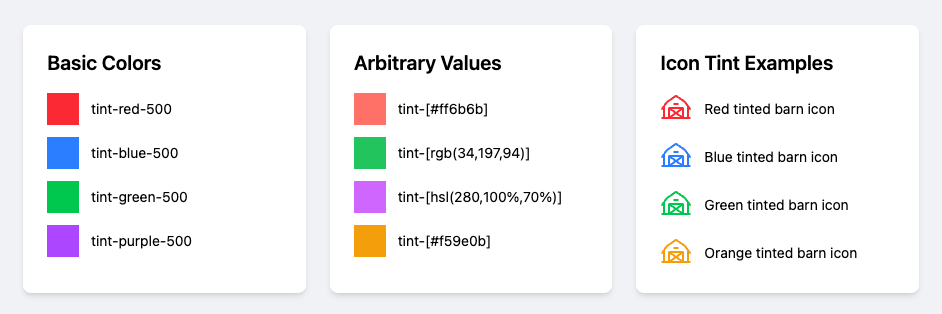 Basic Colors
tint-red-500
tint-blue-500
tint-green-500
tint-purple-500
Arbitrary Values
tint-[#ff6b6b]
tint-[rgb(34,197,94)]
tint-[hsl(280,100%,70%)]
tint-[#f59e0b]
Icon Tint Examples
Red tinted barn icon
Blue tinted barn icon
Green tinted barn icon
Orange tinted barn icon